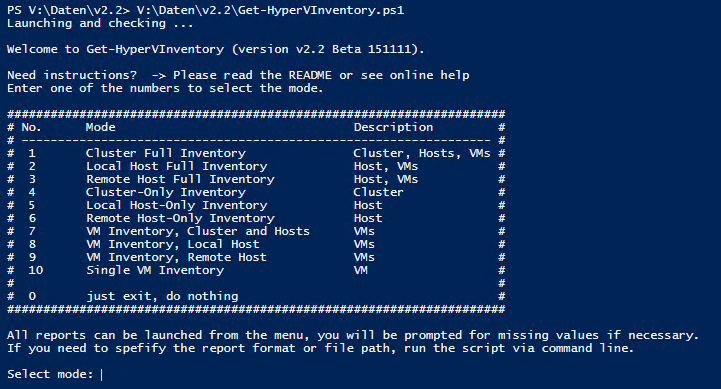 PS V:\Daten\v2.2> V:\Daten\v2.2\Get-HyperVInventory.ps1
Launching and checking ...
Welcome to Get-HyperVInventory (version v2.2 Beta 151111).
Need instructions?  -> Please read the README or see online help
Enter one of the numbers to select the mode.
#####################################################################
# No.      Mode                                 Description         #
# ----------------------------------------------------------------- #
#  1       Cluster Full Inventory               Cluster, Hosts, VMs #
#  2       Local Host Full Inventory            Host, VMs           #
#  3       Remote Host Full Inventory           Host, VMs           #
#  4       Cluster-Only Inventory               Cluster             #
#  5       Local Host-Only Inventory            Host                #
#  6       Remote Host-Only Inventory           Host                #
#  7       VM Inventory, Cluster and Hosts      VMs                 #
#  8       VM Inventory, Local Host             VMs                 #
#  9       VM Inventory, Remote Host            VMs                 #
#  10      Single VM Inventory                  VM                  #
#                                                                   #
#  0       just exit, do nothing                                    #
#####################################################################
All reports can be launched from the menu, you will be prompted for missing values if necessary.
If you need to spefify the report format or file path, run the script via command line.
Select mode: